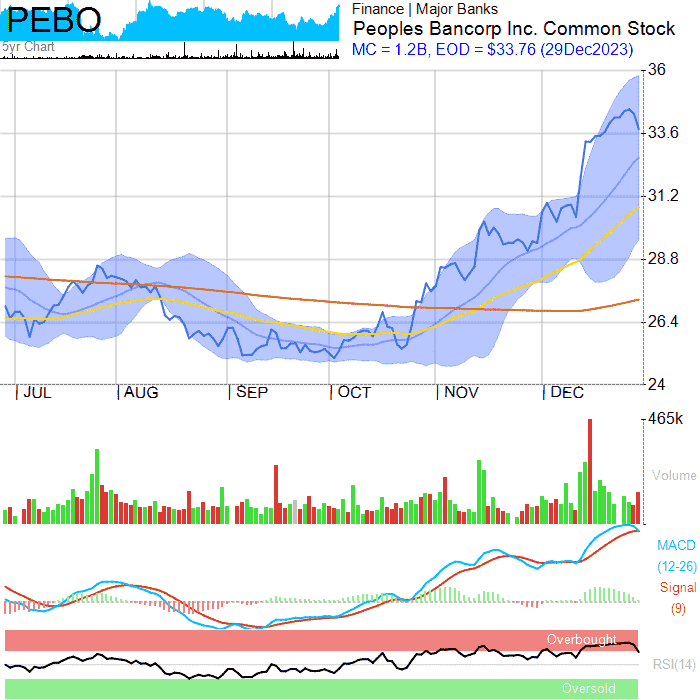 PEBO
5yr Chart
Finance | Major Banks
Peoples Bancorp Inc. Common Stock
MC = 1.2B, EOD = $33.76 (29Dec2023)
36
33.6
31.2
28.8
26.4
24
JUL
AUG
SEP
OCT
NOV
DEC
465k
Volume
MACD
(12-26)
Signal
(9)
Overbought
RSI(14)
Oversold